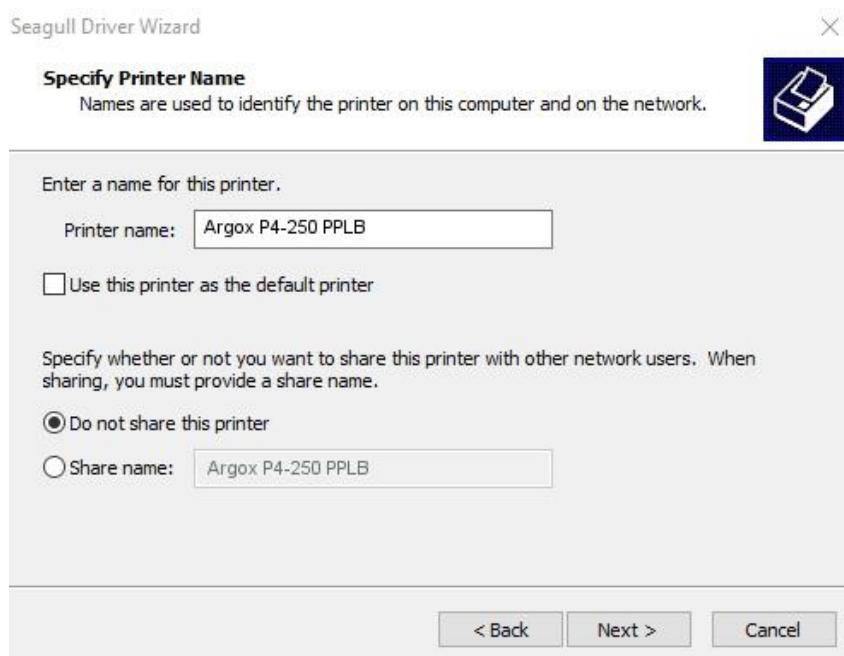 Seagull Driver Wizard
Specify Printer Name
Names are used to identify the printer on this computer and on the network.
Enter a name for this printer.
Printer name: Argox P4-250 PPLB
Use this printer as the default printer
Specify whether or not you want to share this printer with other network users. When
sharing, you must provide a share name.
Do not share this printer
Share name: Argox P4-250 PPLB
< Back Next > Cancel